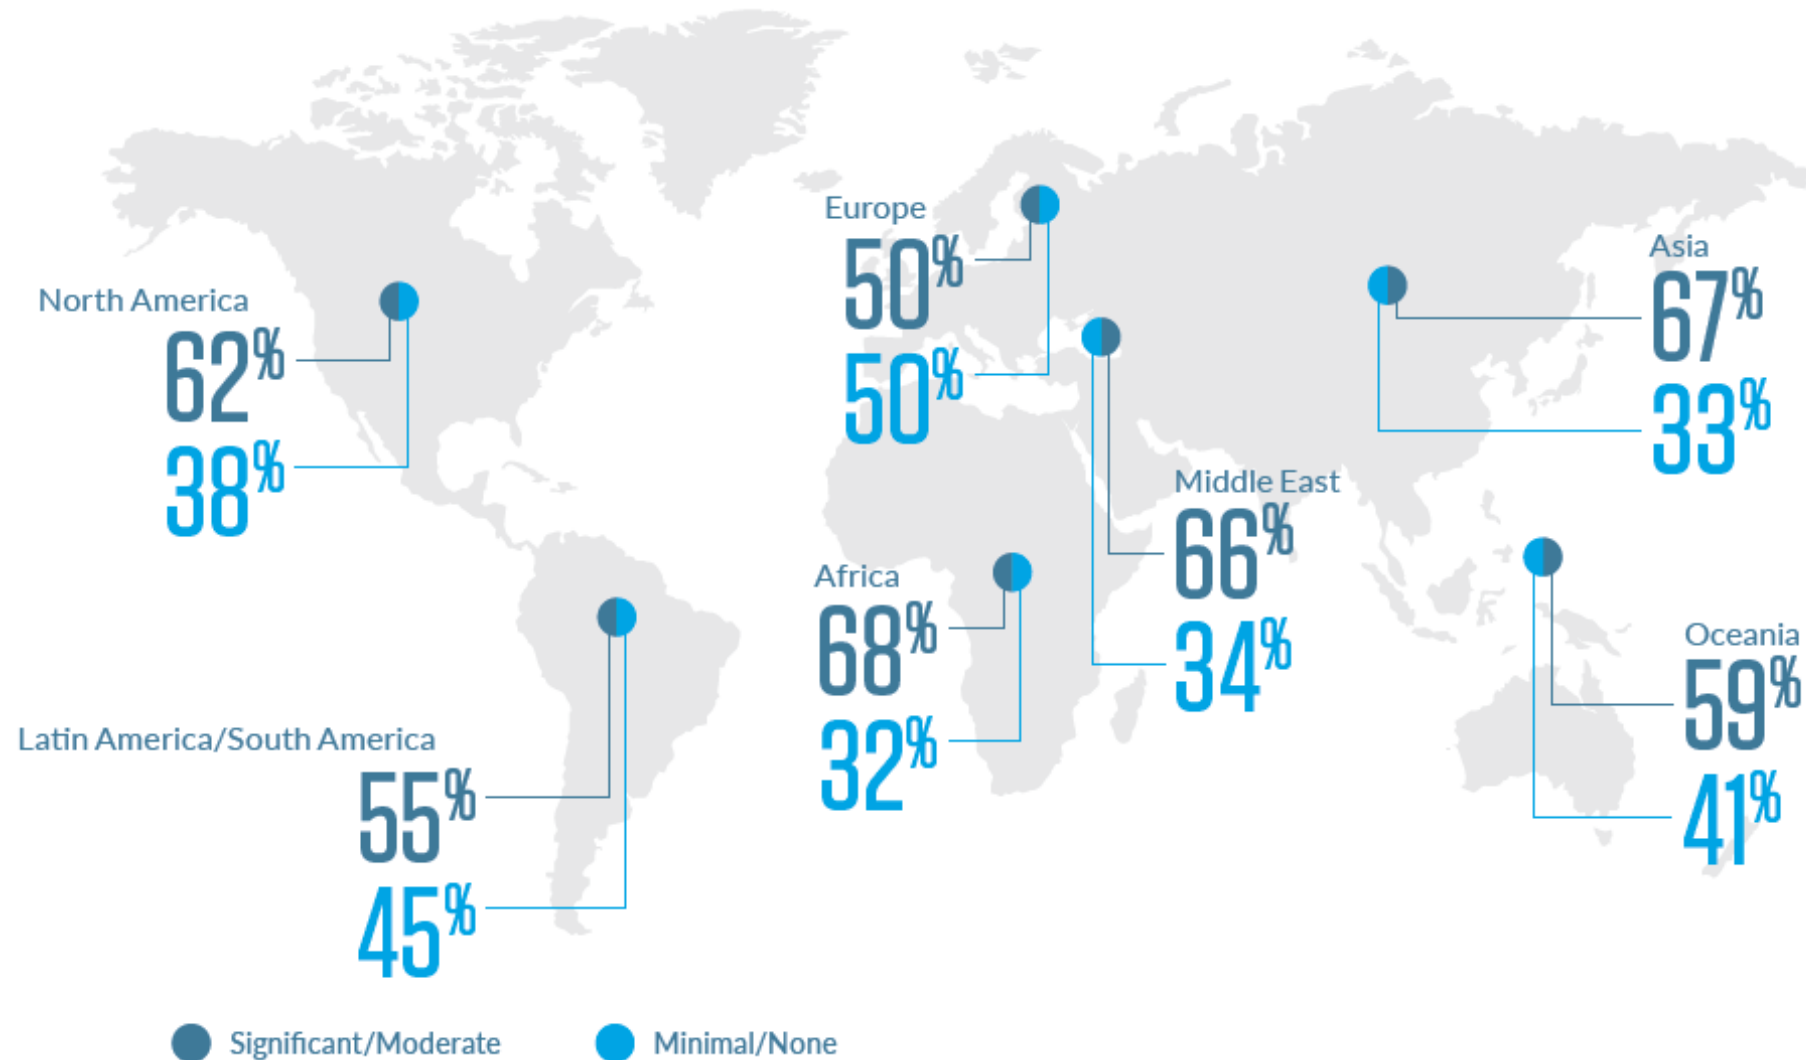 North America
62%
38%
Latin America/South America
55%
45%
Europe
50%
50%
Africa
68%
32%
Middle East
66%
34%
Asia
67%
33%
Oceania
59%
41%
Significant/Moderate
Minimal/None